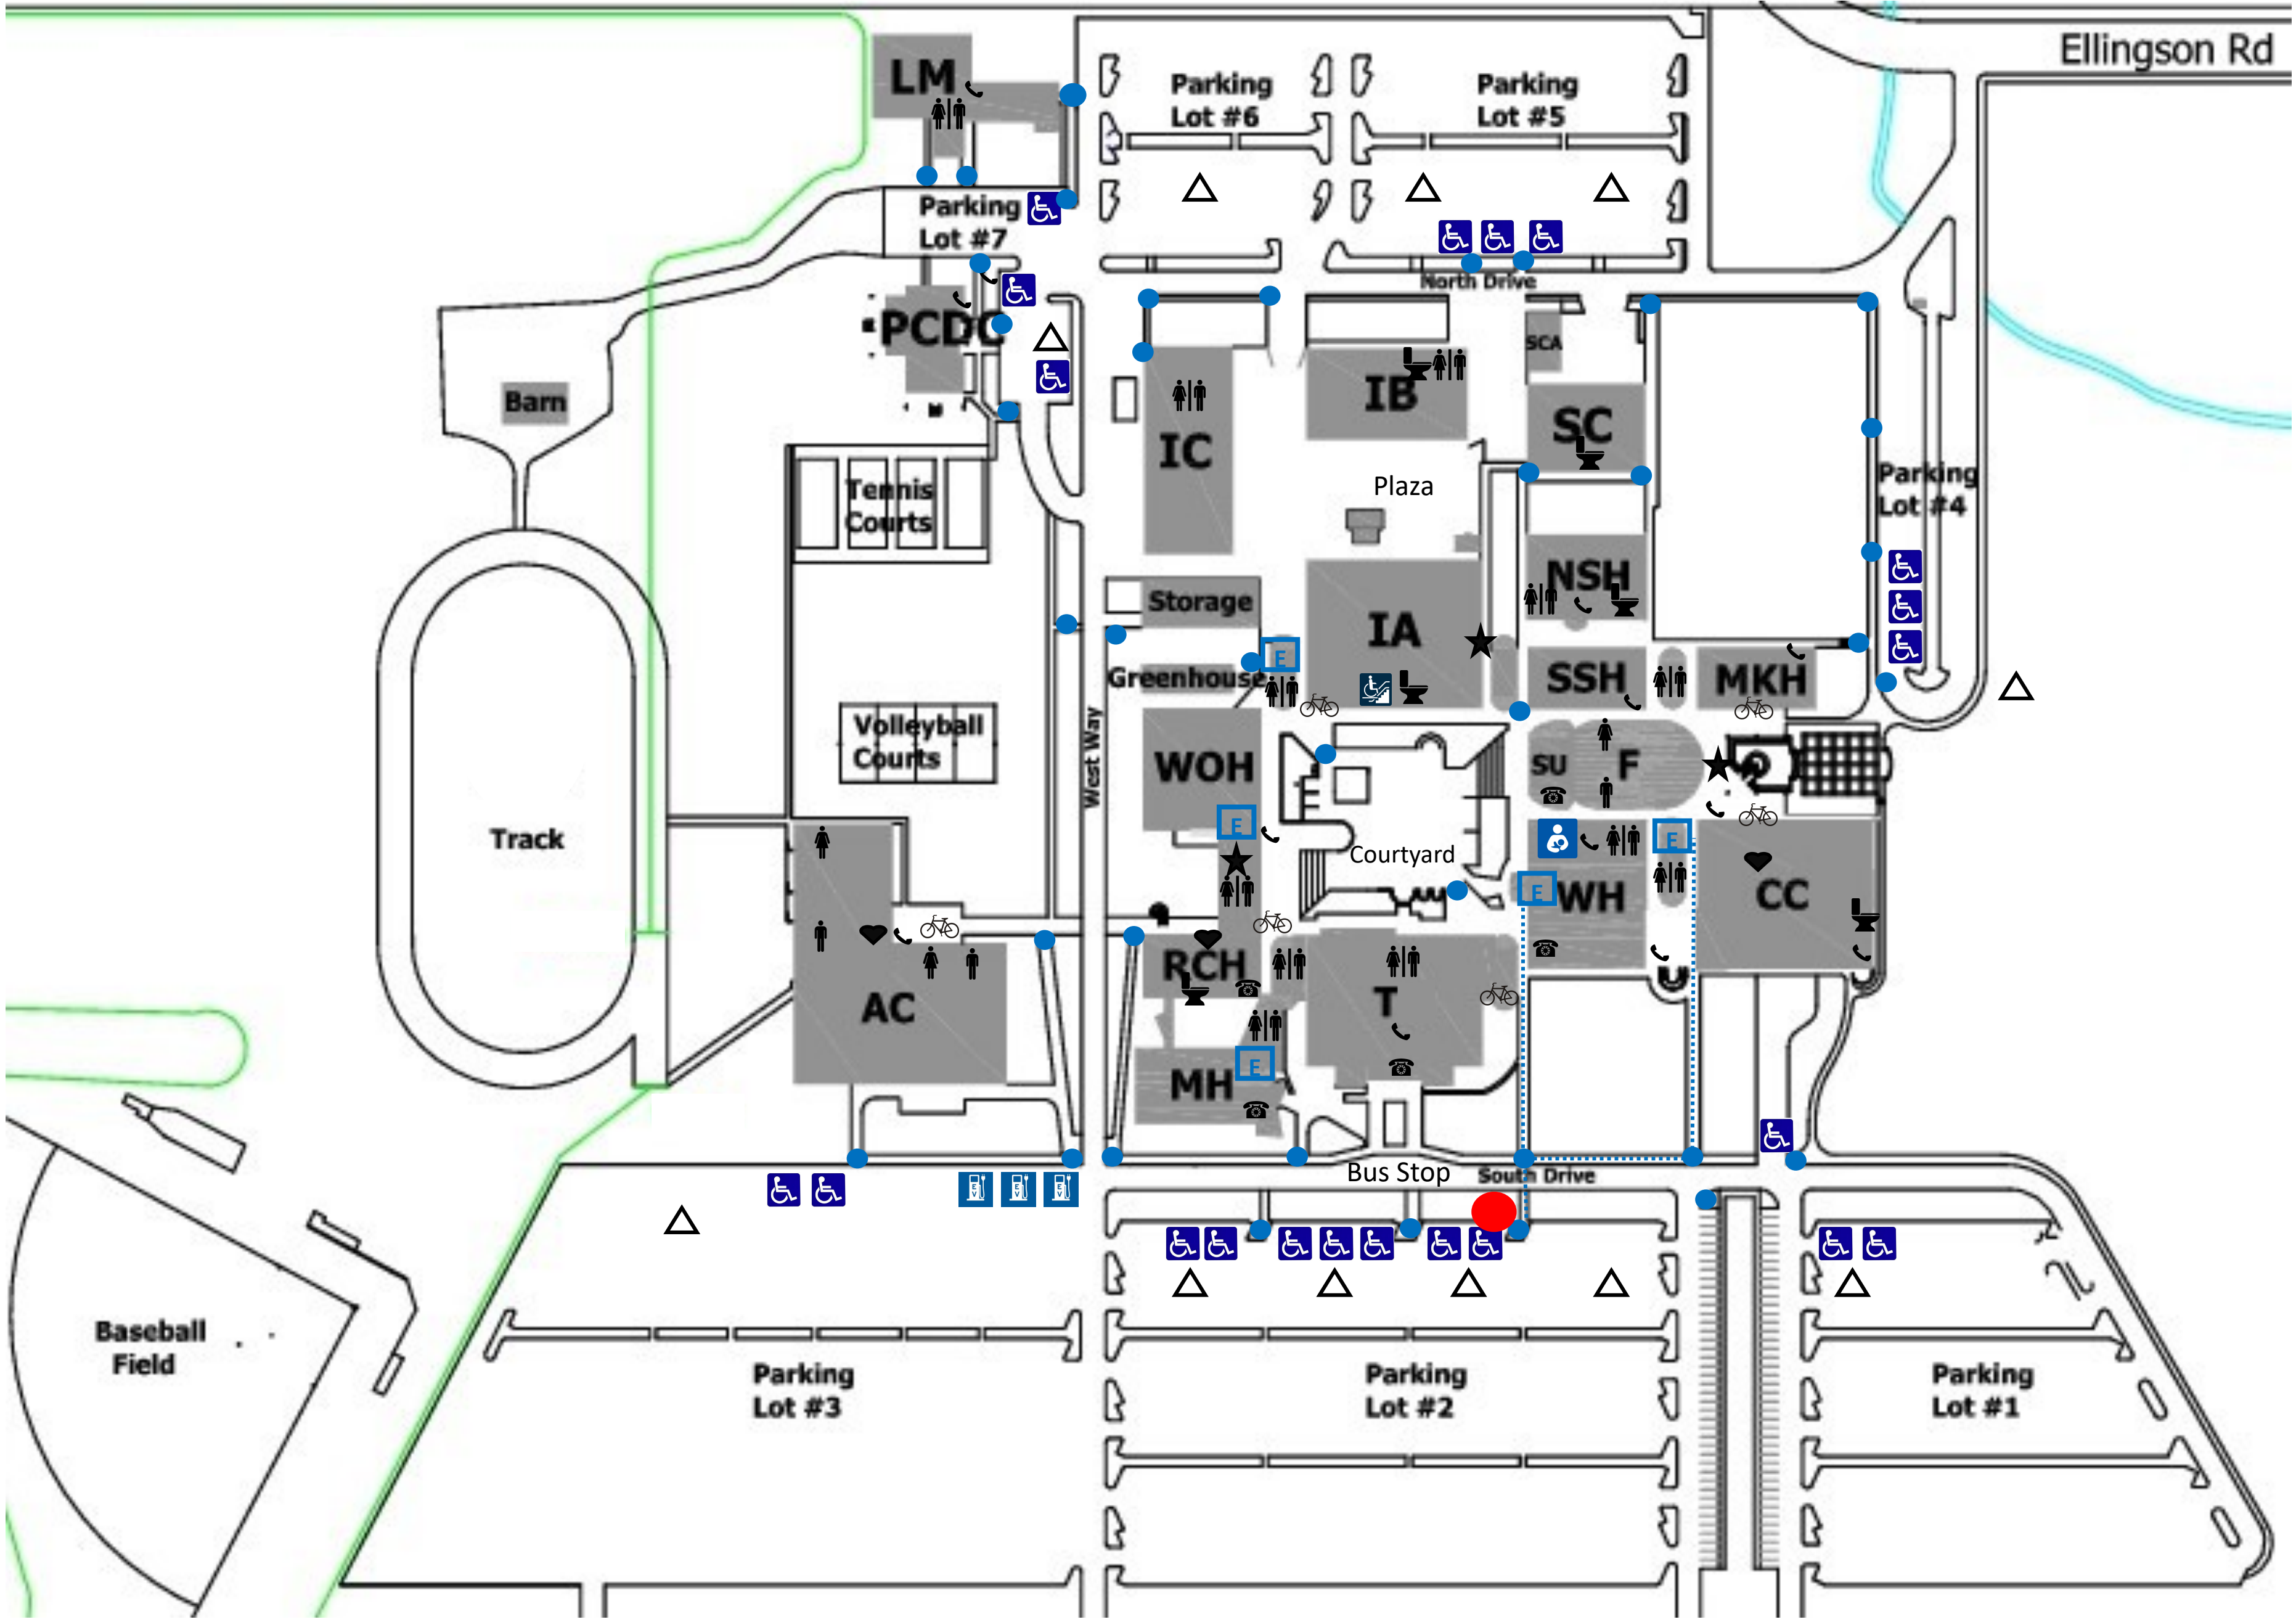 Ellingson Rd
LM
Parking
Lot #6
Parking
Lot #5
Parking
Lot #7
North Drive
PCDC
SCA
Barn
IC
IB
SC
Plaza
Parking
Lot #4
Tennis
Courts
NSH
Storage
IA
E
Greenhouse
SSH
MKH
West Way
Volleyball
Courts
WOH
SU
F
Track
E
Courtyard
E
E
WH
CC
RCH
T
AC
E
MH
Bus Stop
South Drive
EV
EV
EV
Baseball
Field
Parking
Lot #3
Parking
Lot #2
Parking
Lot #1